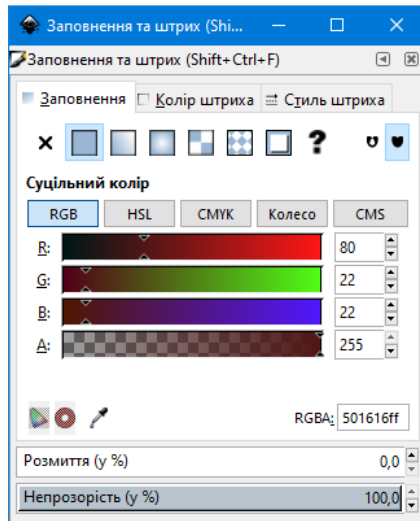 Заповнення та штрих (Shi...
Заповнення та штрих (Shift+Ctrl+F)
Заповнення Колір штриха Стиль штриха
?
Суцільний колір
RGB HSL CMYK Колесо CMS
R: 80
G: 22
B: 22
A: 255
RGBA: 501616ff
Розмиття (у %) 0,0
Непрозорість (у %) 100,0